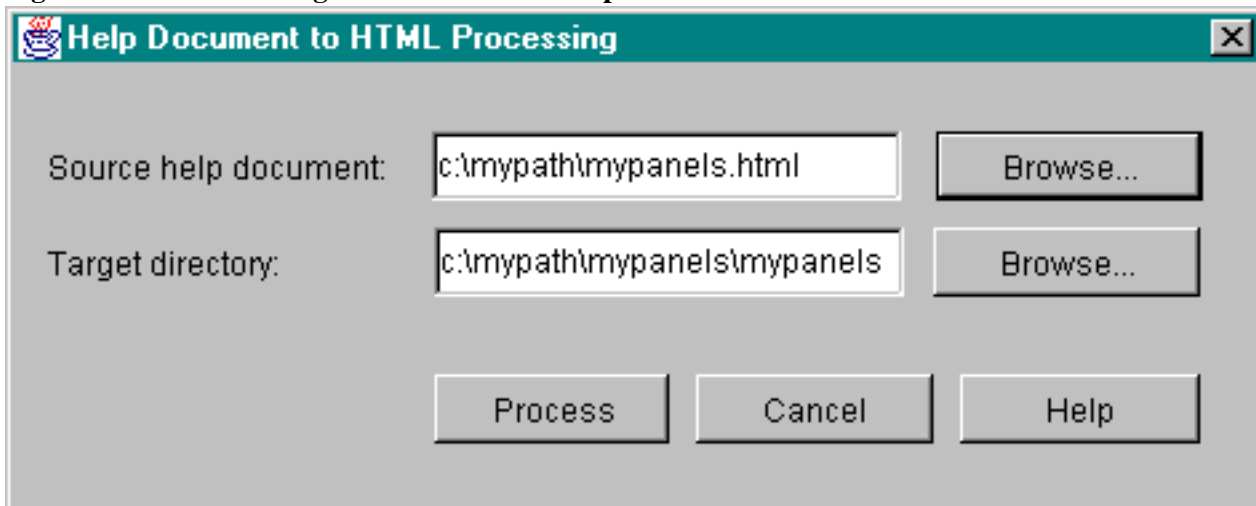 Help Document to HTML Processing
Source help document: c:\mypath\mypanels.html Browse...
Target directory: c:\mypath\mypanels\mypanels Browse...
Process Cancel Help